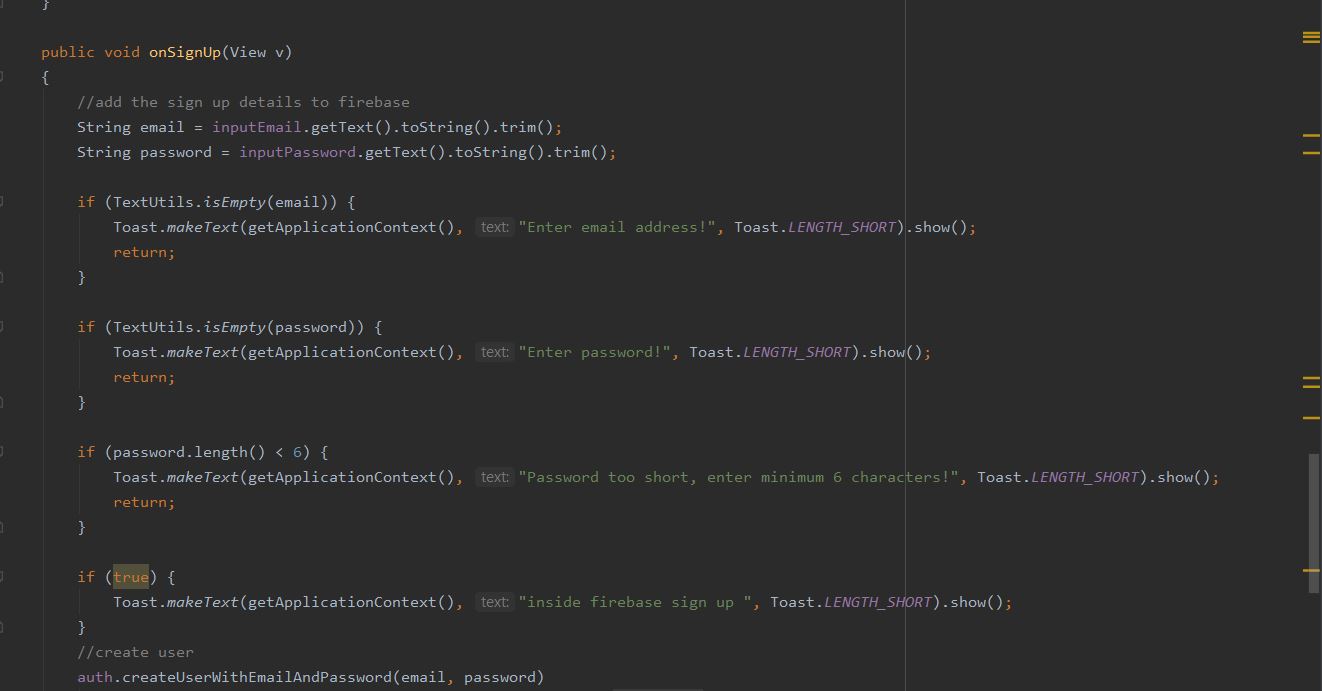 }
public void onSignUp(View v)
{
//add the sign up details to firebase
String email = inputEmail.getText().toString().trim();
String password = inputPassword.getText().toString().trim();
if (TextUtils.isEmpty(email)) {
Toast.makeText(getApplicationContext(), text: "Enter email address!", Toast.LENGTH_SHORT).show();
return;
}
if (TextUtils.isEmpty(password)) {
Toast.makeText(getApplicationContext(), text: "Enter password!", Toast.LENGTH_SHORT).show();
return;
}
if (password.length() < 6) {
Toast.makeText(getApplicationContext(), text: "Password too short, enter minimum 6 characters!", Toast.LENGTH_SHORT).show();
return;
}
if (true) {
Toast.makeText(getApplicationContext(), text: "inside firebase sign up ", Toast.LENGTH_SHORT).show();
}
//create user
auth.createUserWithEmailAndPassword(email, password)